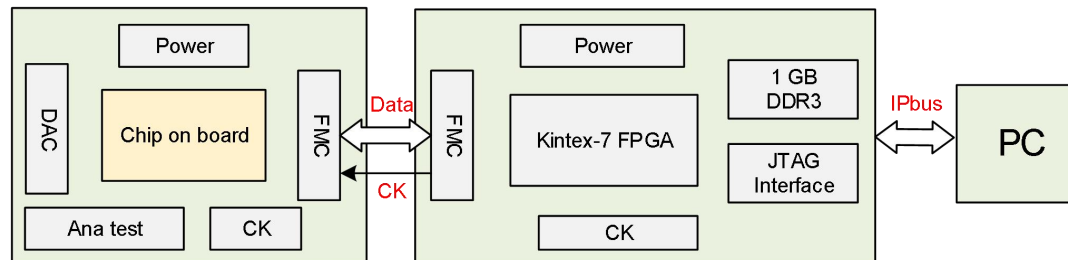 Power
DAC
Chip on board
FMC
Ana test
CK
Data
CK
Power
FMC
Kintex-7 FPGA
1 GB
DDR3
JTAG
Interface
CK
IPbus
PC